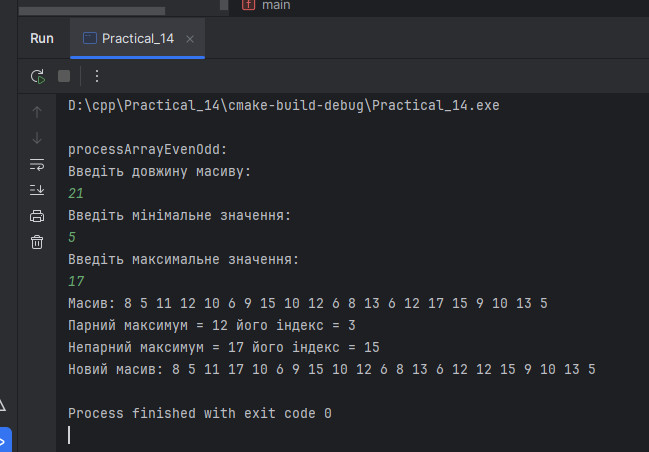 main
Run
Practical_14
D:\cpp\Practical_14\cmake-build-debug\Practical_14.exe
processArrayEvenOdd:
Введіть довжину масиву:
21
Введіть мінімальне значення:
5
Введіть максимальне значення:
17
Масив: 8 5 11 12 10 6 9 15 10 12 6 8 13 6 12 17 15 9 10 13 5
Парний максимум = 12 його індекс = 3
Непарний максимум = 17 його індекс = 15
Новий масив: 8 5 11 17 10 6 9 15 10 12 6 8 13 6 12 12 15 9 10 13 5
Process finished with exit code 0